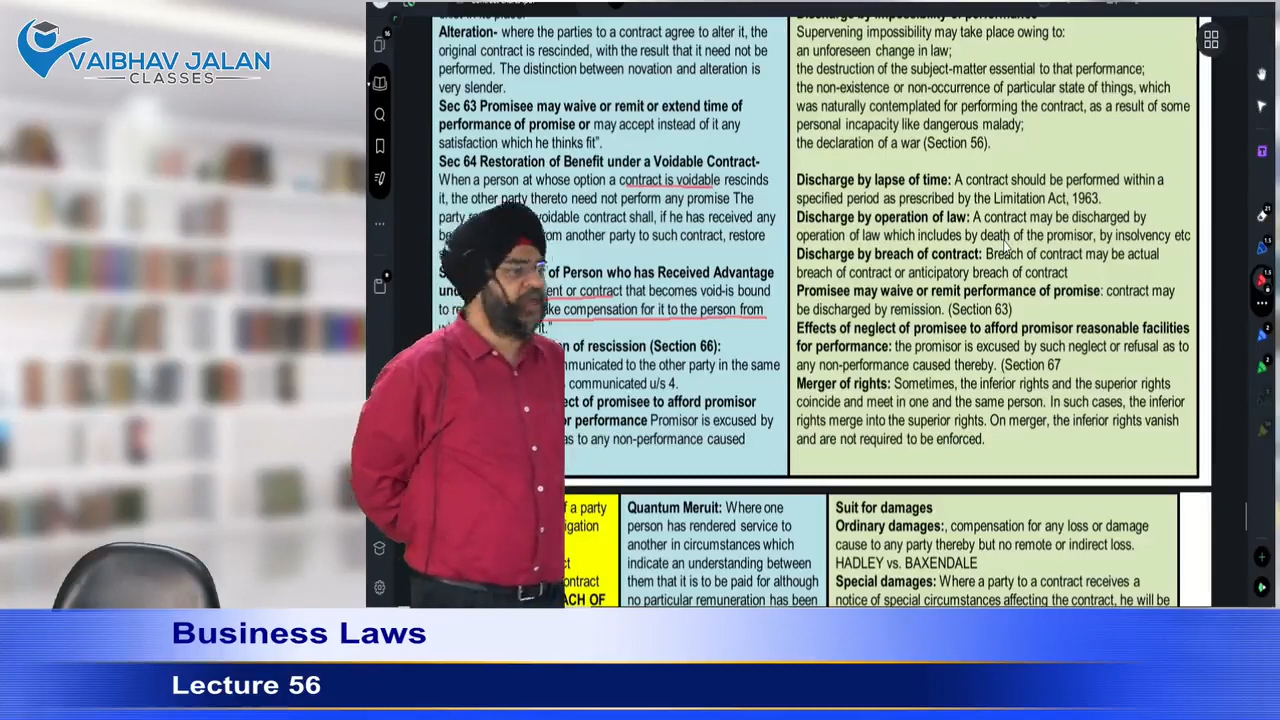 VAIBHAV JALAN
CLASSES
Alteration- where the parties to a contract agree to alter it, the
original contract is rescinded, with the result that it need not be
performed. The distinction between novation and alteration is
very slender.
Sec 63 Promisee may waive or remit or extend time of
performance of promise or may accept instead of it any
satisfaction which he thinks fit".
Sec 64 Restoration of Benefit under a Voidable Contract-
When a person at whose option a contract is voidable rescinds
it, the other party thereto need not perform any promise The
party voidable contract shall, if he has received any
from another party to such contract, restore
of Person who has Received Advantage
or contract that becomes void-is bound
compensation for it to the person from
of rescission (Section 66):
to the other party in the same
communicated u/s 4.
of promisee to afford promisor
performance Promisor is excused by
as to any non-performance caused
Discharge by impossibility of performance
Supervening impossibility may take place owing to:
an unforeseen change in law;
the destruction of the subject-matter essential to that performance;
the non-existence or non-occurrence of particular state of things, which
was naturally contemplated for performing the contract, as a result of some
personal incapacity like dangerous malady;
the declaration of a war (Section 56).
Discharge by lapse of time: A contract should be performed within a
specified period as prescribed by the Limitation Act, 1963.
Discharge by operation of law: A contract may be discharged by
operation of law which includes by death of the promisor, by insolvency etc
Discharge by breach of contract: Breach of contract may be actual
breach of contract or anticipatory breach of contract
Promisee may waive or remit performance of promise: contract may
be discharged by remission. (Section 63)
Effects of neglect of promisee to afford promisor reasonable facilities
for performance: the promisor is excused by such neglect or refusal as to
any non-performance caused thereby. (Section 67
Merger of rights: Sometimes, the inferior rights and the superior rights
coincide and meet in one and the same person. In such cases, the inferior
rights merge into the superior rights. On merger, the inferior rights vanish
and are not required to be enforced.
of a party
Quantum Meruit: Where one
person has rendered service to
another in circumstances which
indicate an understanding between
them that it is to be paid for although
no particular remuneration has been
Suit for damages
Ordinary damages:, compensation for any loss or damage
cause to any party thereby but no remote or indirect loss.
HADLEY vs. BAXENDALE
Special damages: Where a party to a contract receives a
notice of special circumstances affecting the contract, he will be
Business Laws
Lecture 56